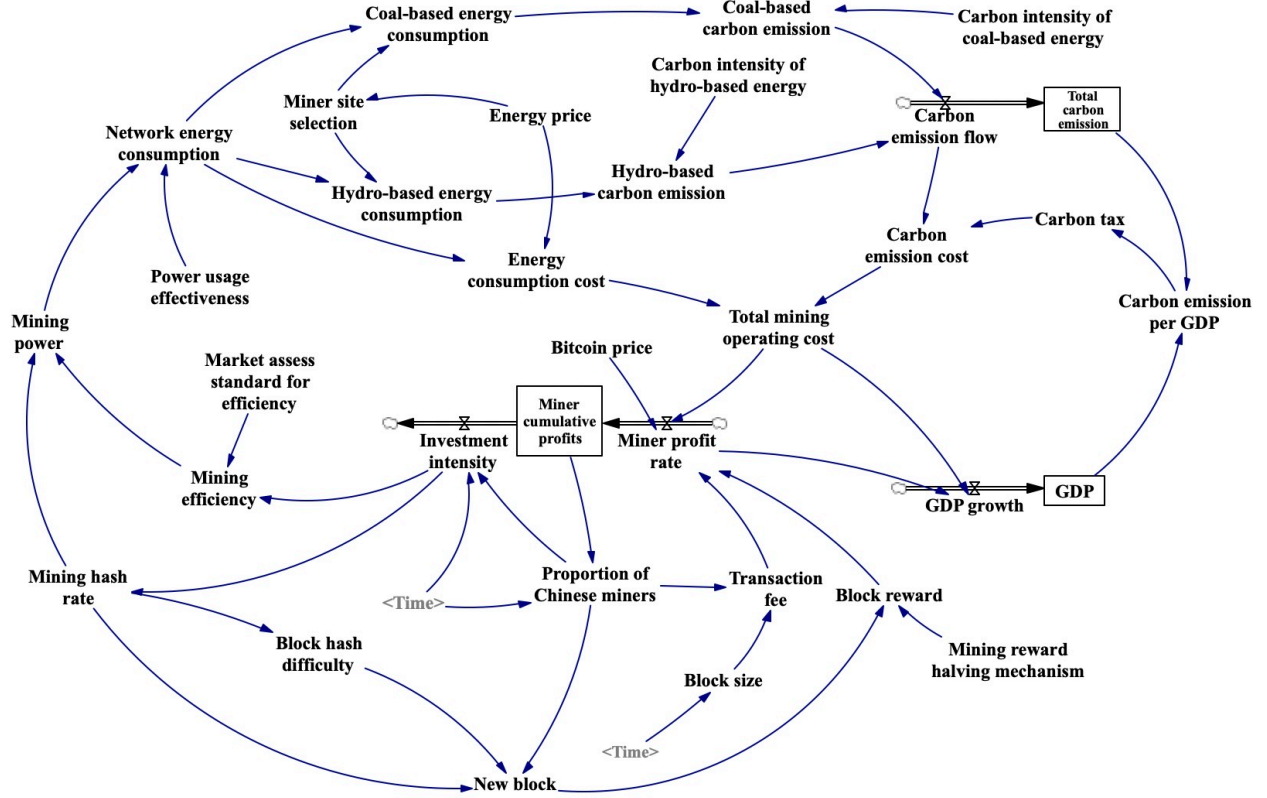 Coal-based energy
consumption
Coal-based
carbon emission
Carbon intensity of
coal-based energy
Carbon intensity of
hydro-based energy
Miner site
selection
Energy price
Total
carbon
emission
Carbon
emission flow
Network energy
consumption
Hydro-based energy
consumption
Hydro-based
carbon emission
Carbon tax
Carbon
emission cost
Energy
consumption cost
Power usage
effectiveness
Carbon emission
per GDP
Mining
power
Total mining
operating cost
Bitcoin price
Market assess
standard for
efficiency
Miner
cumulative
profits
Investment
intensity
Miner profit
rate
Mining
efficiency
GDP
GDP growth
Mining hash
rate
<Time>
Proportion of
Chinese miners
Transaction
fee
Block reward
Block hash
difficulty
Mining reward
halving mechanism
Block size
<Time>
New block